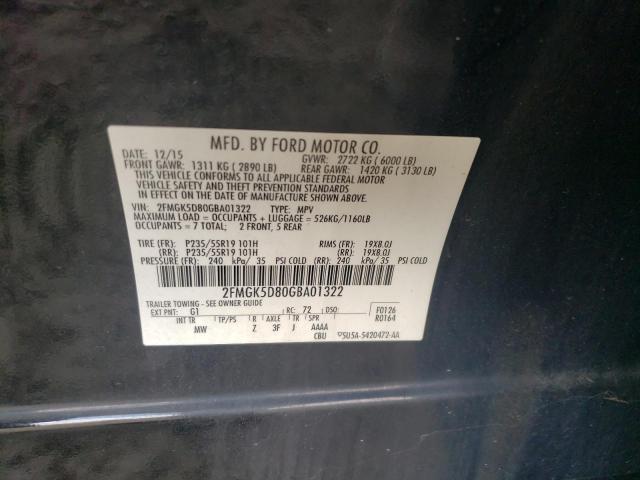 MFD. BY FORD MOTOR CO.
DATE: 12/15 GVWR: 2722 KG ( 6000 LB)
FRONT GAWR: 1311 KG ( 2890 LB) REAR GAWR: 1420 KG ( 3130 LB)
THIS VEHICLE CONFORMS TO ALL APPLICABLE FEDERAL MOTOR
VEHICLE SAFETY AND THEFT PREVENTION STANDARDS IN
EFFECT ON THE DATE OF MANUFACTURE SHOWN ABOVE.
VIN: 2FMGK5D80GBA01322 TYPE: MPV
MAXIMUM LOAD = OCCUPANTS + LUGGAGE = 526KG/1160LB
OCCUPANTS = 7 TOTAL: 2 FRONT, 5 REAR
TIRE (FR): P235/55R19 101H RIMS (FR): 19X8.0J
(RR): P235/55R19 101H (RR): 19X8.0J
PRESSURE (FR): 240 kPa/ 35 PSI COLD (RR): 240 kPa/ 35 PSI COLD
2FMGK5D80GBA01322
TRAILER TOWING - SEE OWNER GUIDE
EXT PNT: G1 RC: 72 DSO: F0126
R0164
INT TR TP/PS R AXLE TR SPR
MW Z 3F J AAAA
CBU 5U5A-5420472-AA